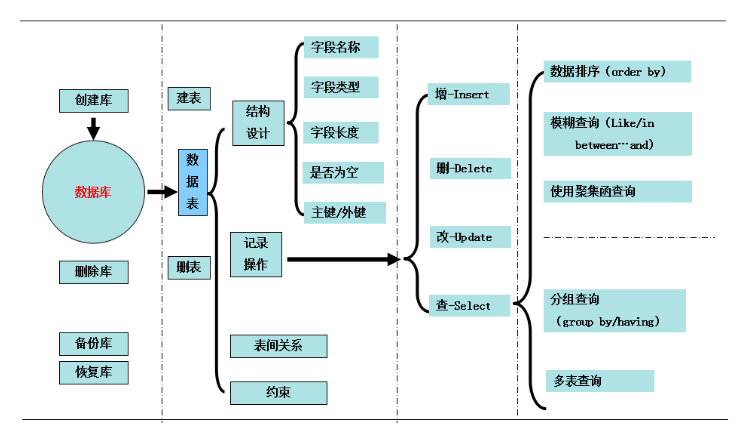 创建库
数据库
删除库
备份库
恢复库
建表
数
据
表
删表
结构
设计
记录
操作
表间关系
约束
字段名称
字段类型
字段长度
是否为空
主键/外键
增-Insert
删-Delete
改-Update
查-Select
数据排序（order by）
模糊查询（Like/in
between…and）
使用聚集函查询
分组查询
（group by/having）
多表查询